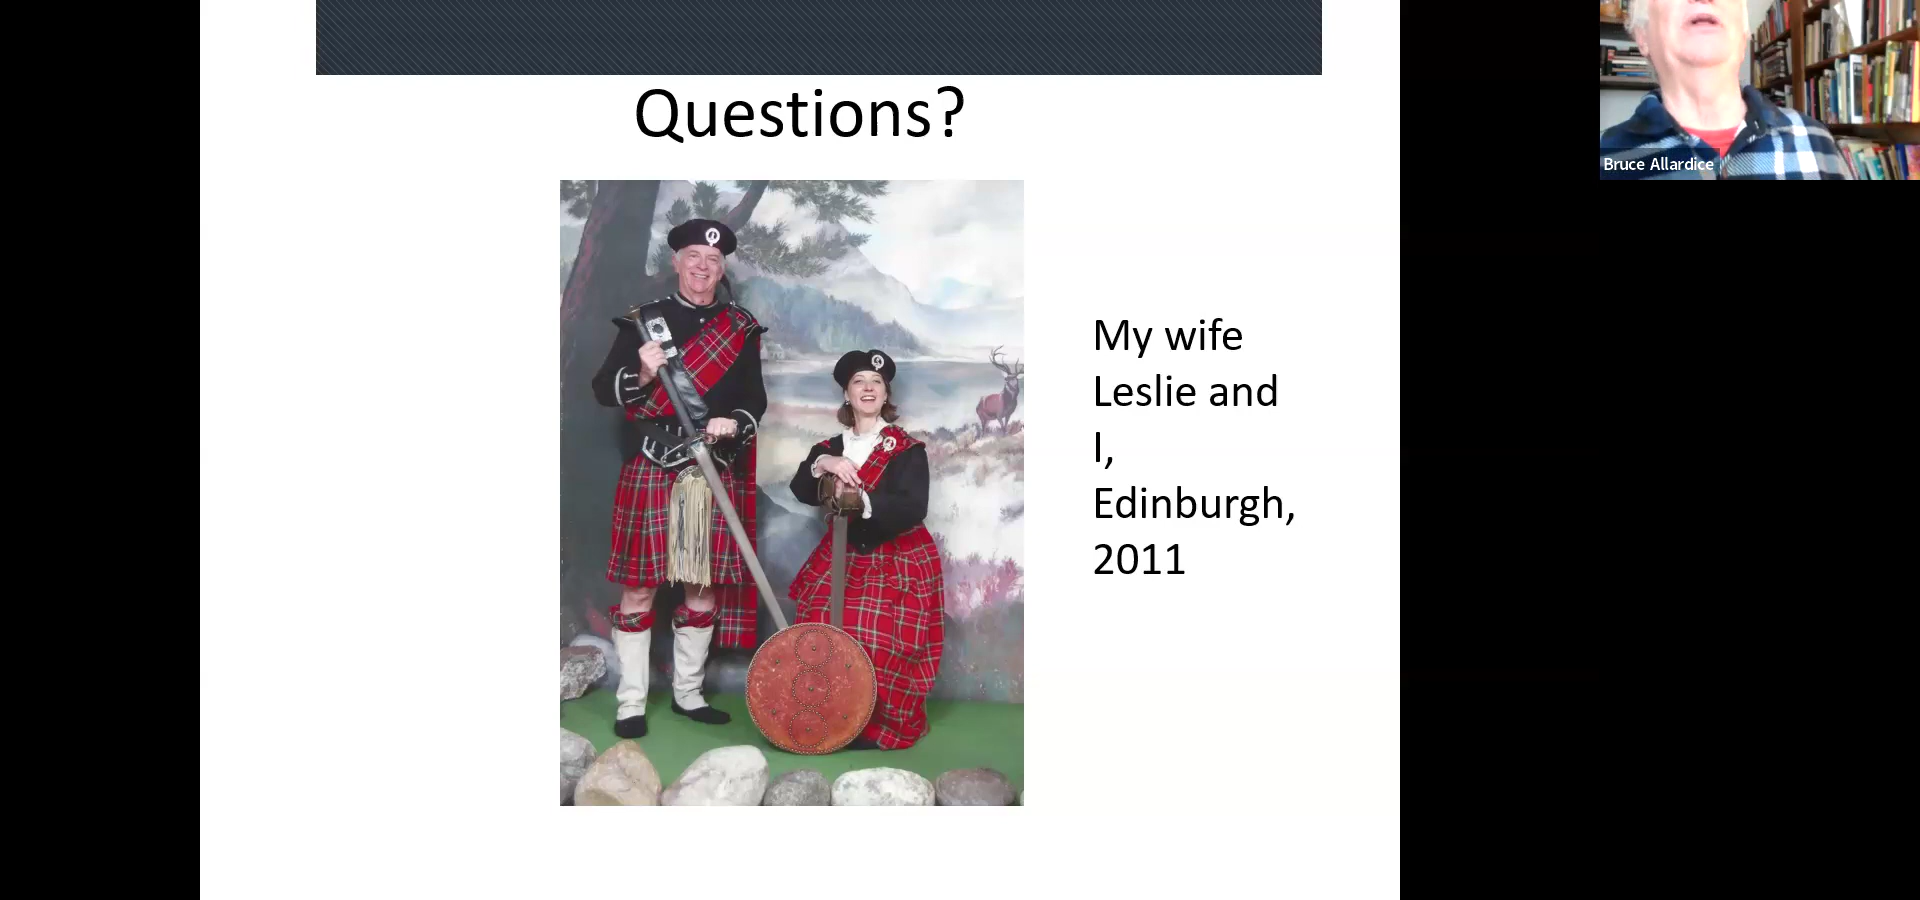 Questions?
My wife
Leslie and
I,
Edinburgh,
2011
Bruce Allardice